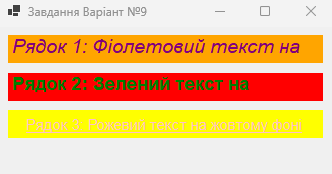 Завдання Варіант №9
Рядок 1: Фіолетовий текст на
Рядок 2: Зелений текст на
Рядок 3: Рожевий текст на жовтому фоні